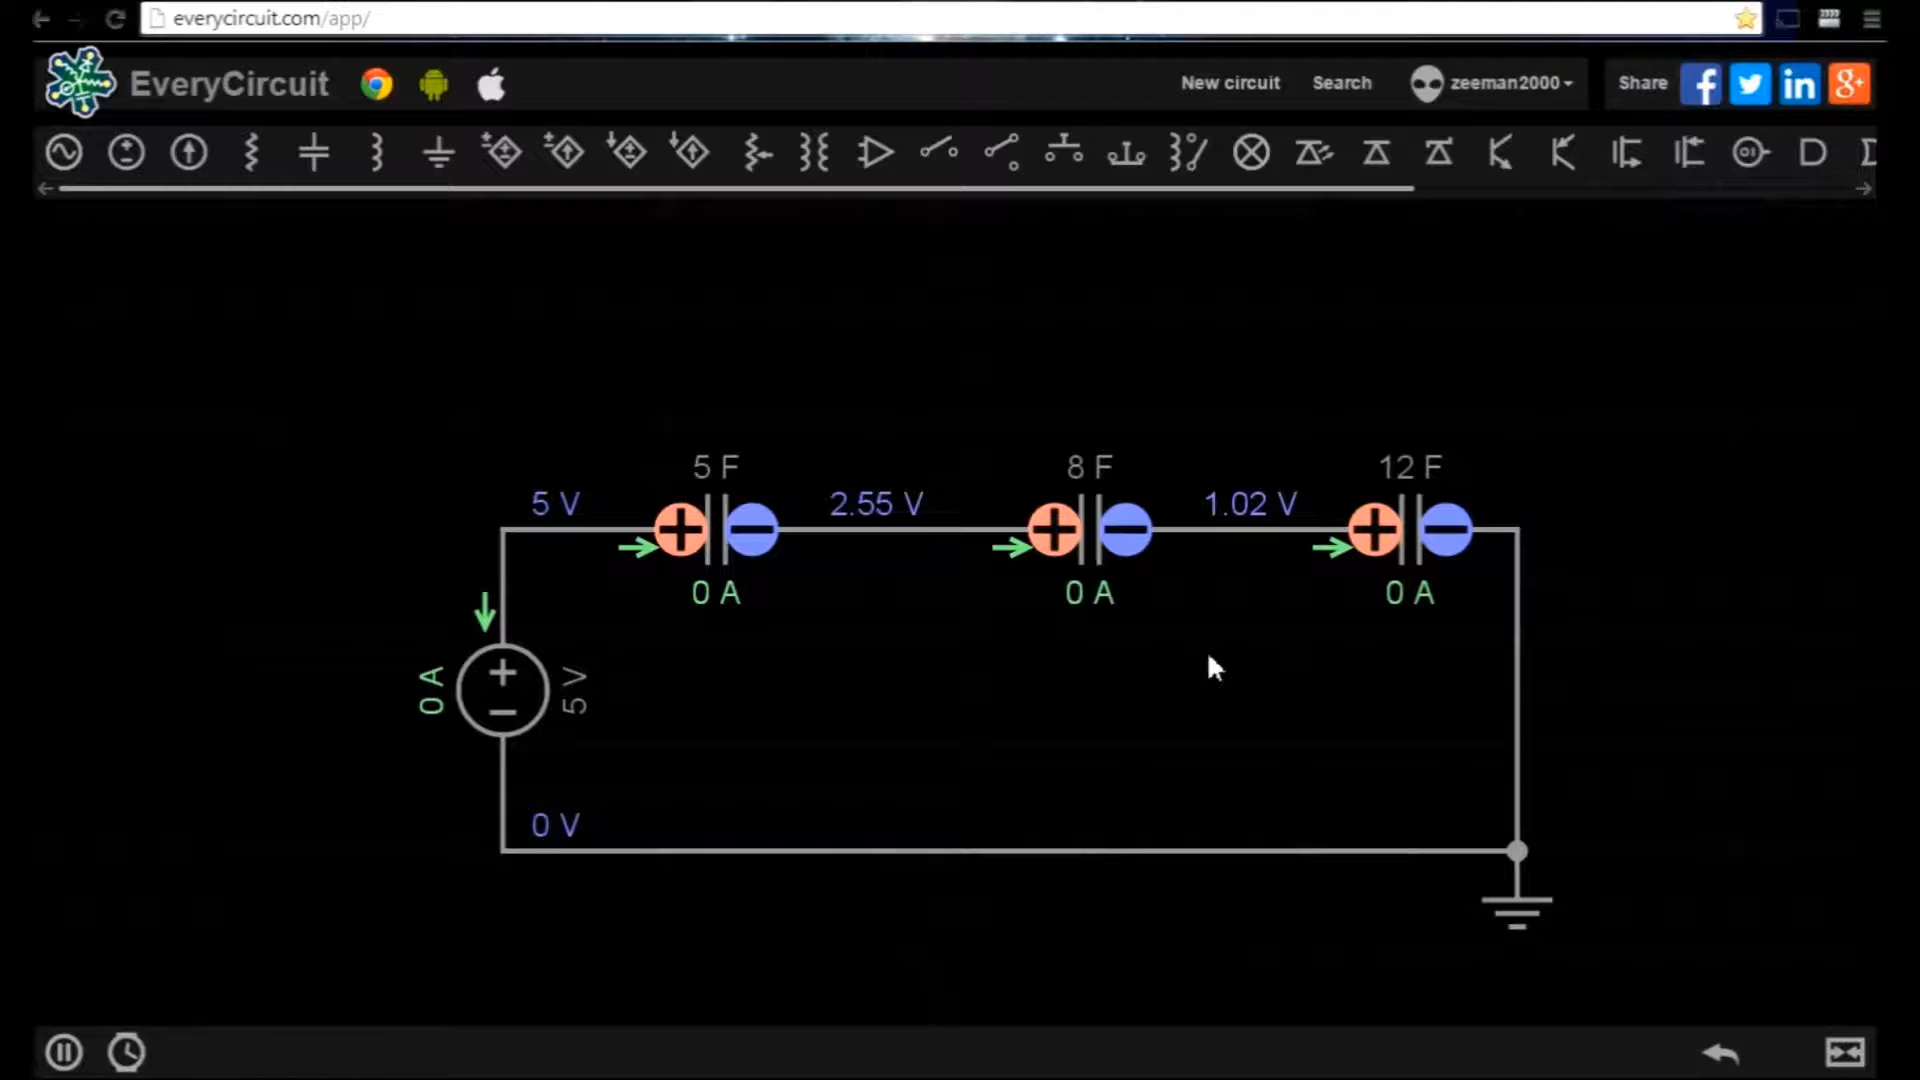 everycircuit.com/app/
EveryCircuit
New circuit Search zeeman2000 Share
5 F 8 F 12 F
5 V 2.55 V 1.02 V
0 A 0 A 0 A
0 A 5 V
0 V